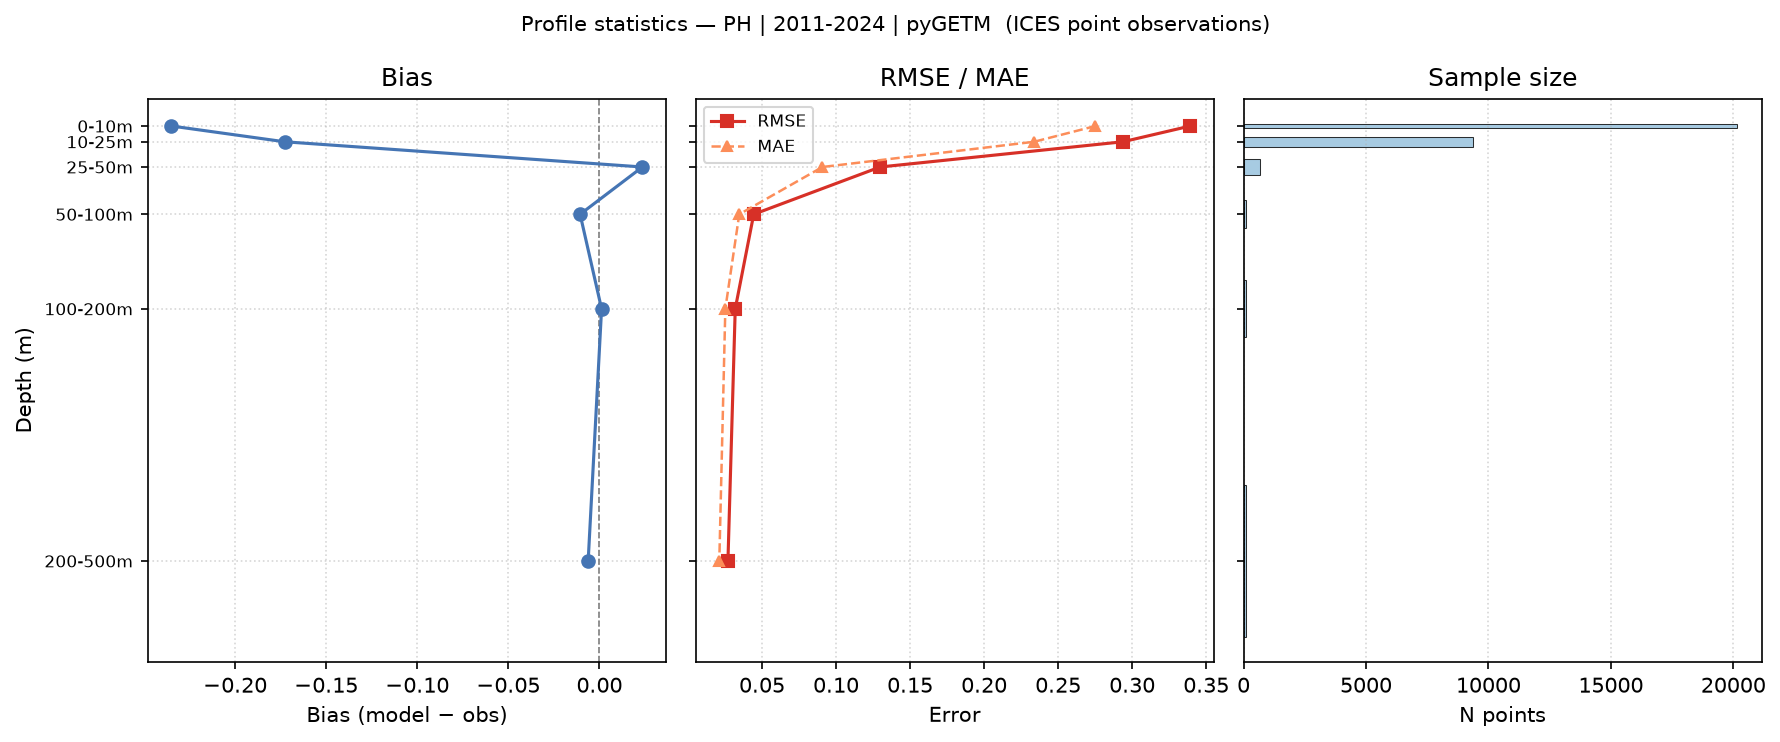 Profile statistics — PH | 2011-2024 | pyGETM  (ICES point observations)
Bias
RMSE / MAE
Sample size
Depth (m)
0-10m
10-25m
25-50m
50-100m
100-200m
200-500m
RMSE
MAE
−0.20 −0.15 −0.10 −0.05 0.00
0.05 0.10 0.15 0.20 0.25 0.30 0.35
0 5000 10000 15000 20000
Bias (model − obs)
Error
N points